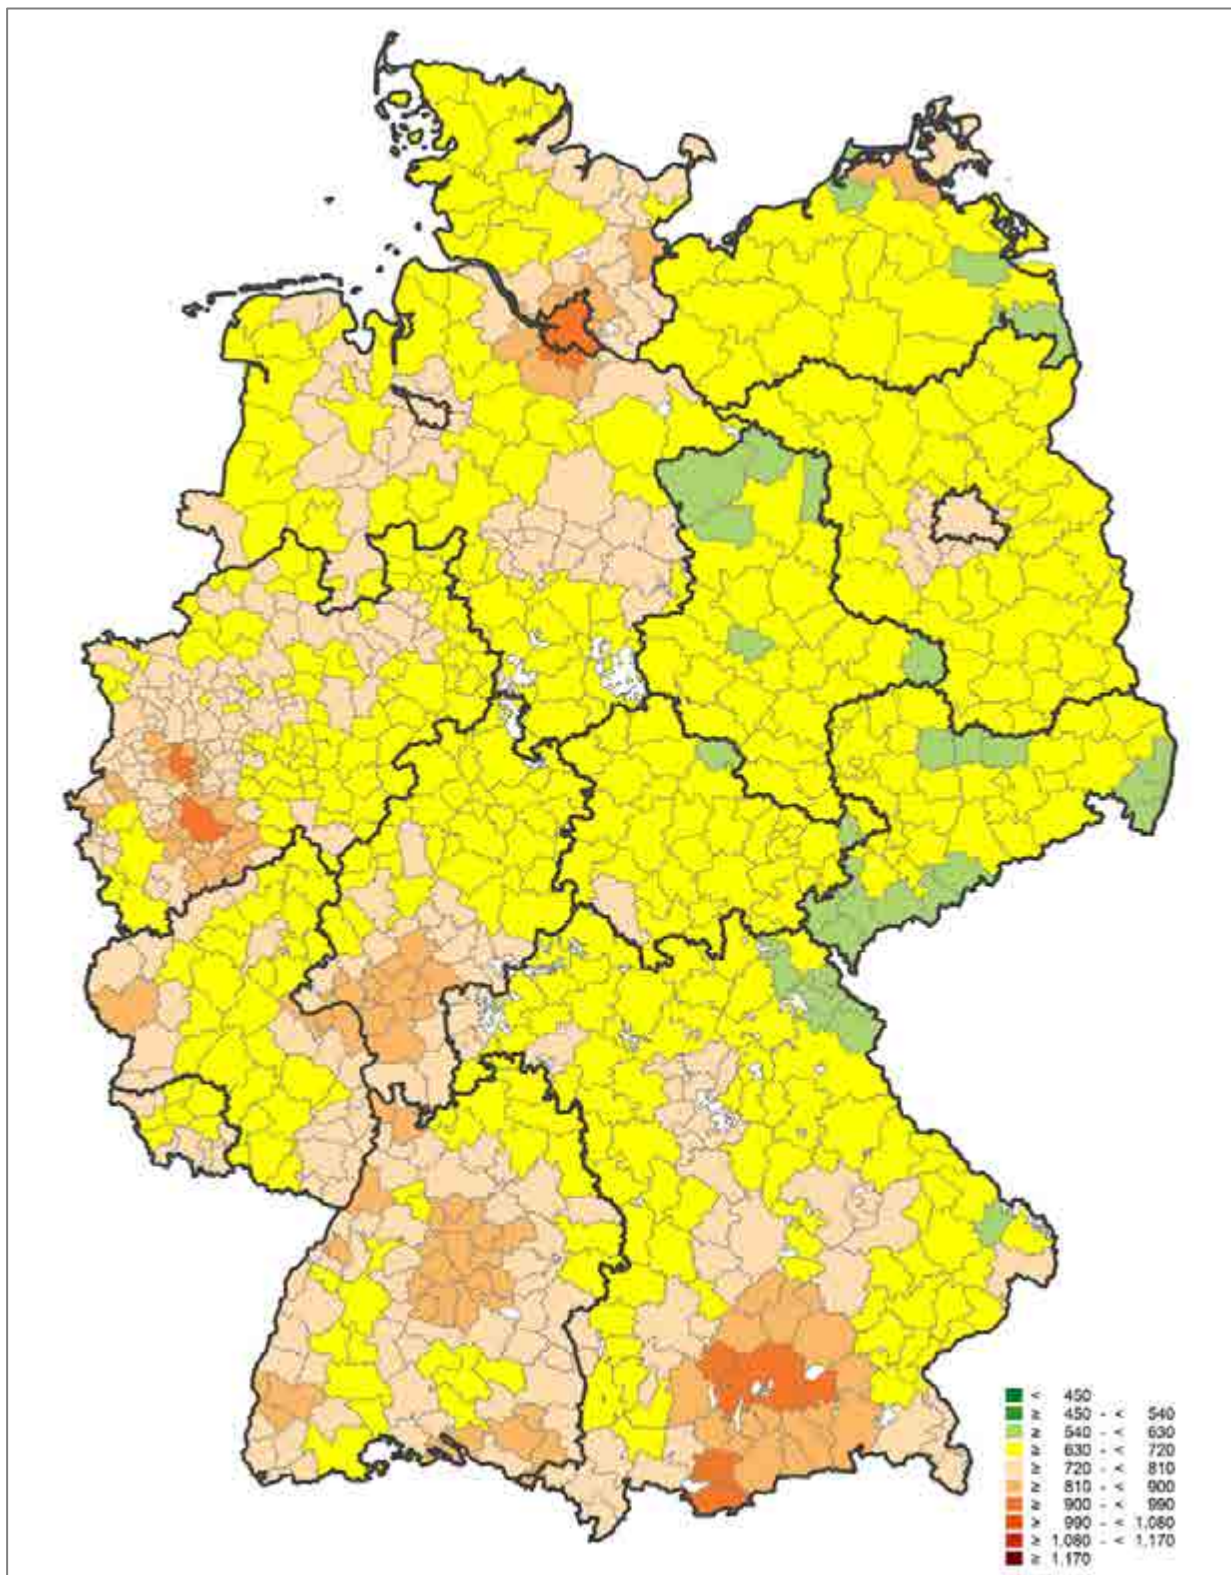 < 450
≥ 450 - < 540
≥ 540 - < 630
≥ 630 - < 720
≥ 720 - < 810
≥ 810 - < 900
≥ 900 - < 990
≥ 990 - < 1.080
≥ 1.080 - < 1.170
≥ 1.170